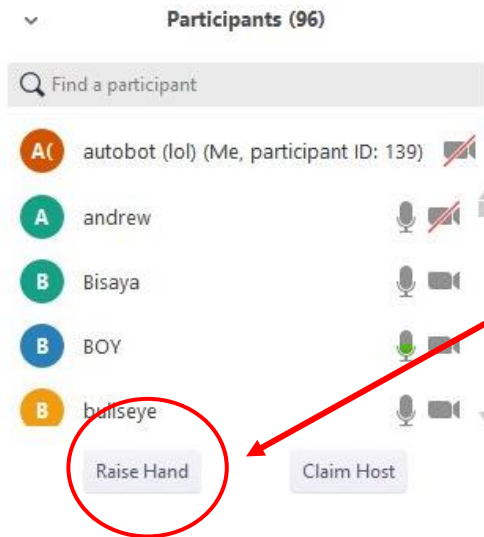 Participants (96)
Find a participant
A( autobot (lol) (Me, participant ID: 139)
A andrew
B Bisaya
B BOY
B bullseye
Raise Hand Claim Host